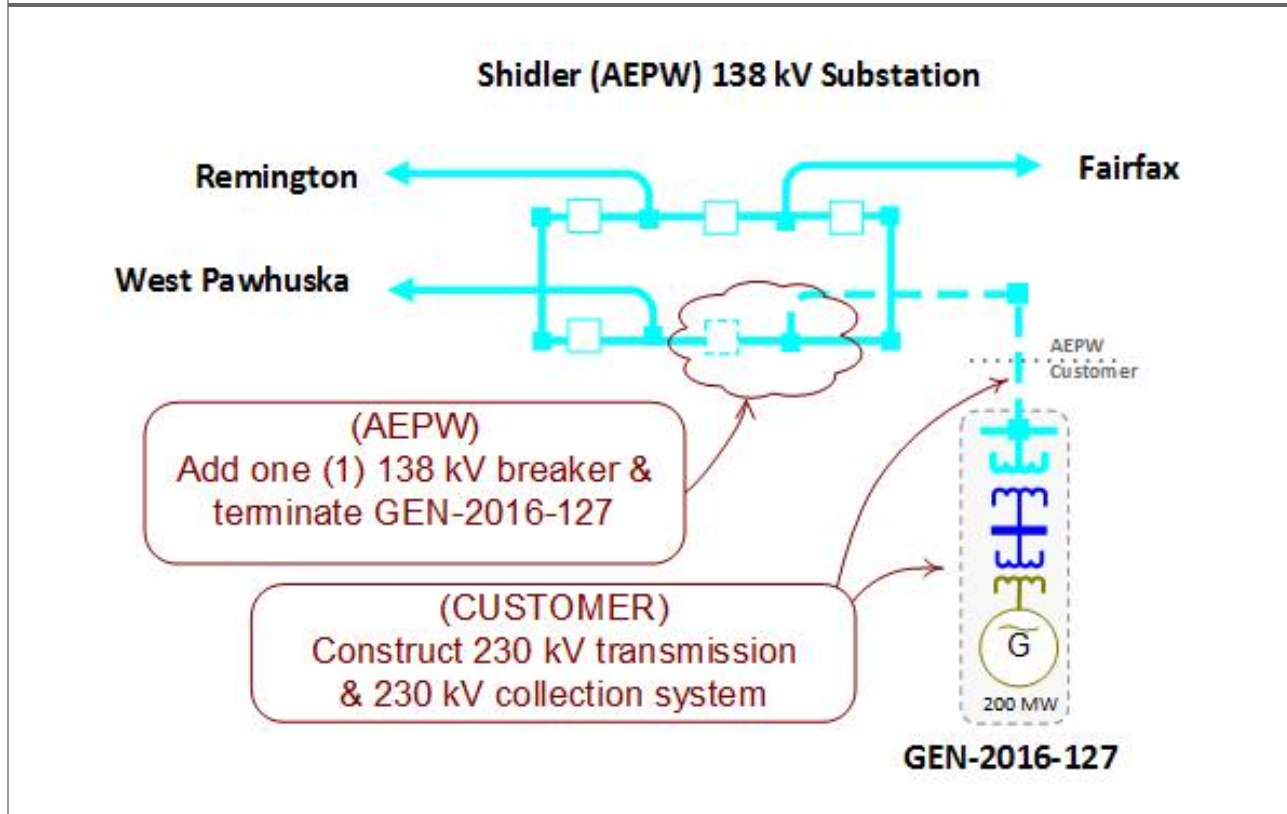 Shidler (AEPW) 138 kV Substation
Remington
Fairfax
West Pawhuska
AEPW
Customer
(AEPW)
Add one (1) 138 kV breaker &
terminate GEN-2016-127
(CUSTOMER)
Construct 230 kV transmission
& 230 kV collection system
G
200 MW
GEN-2016-127